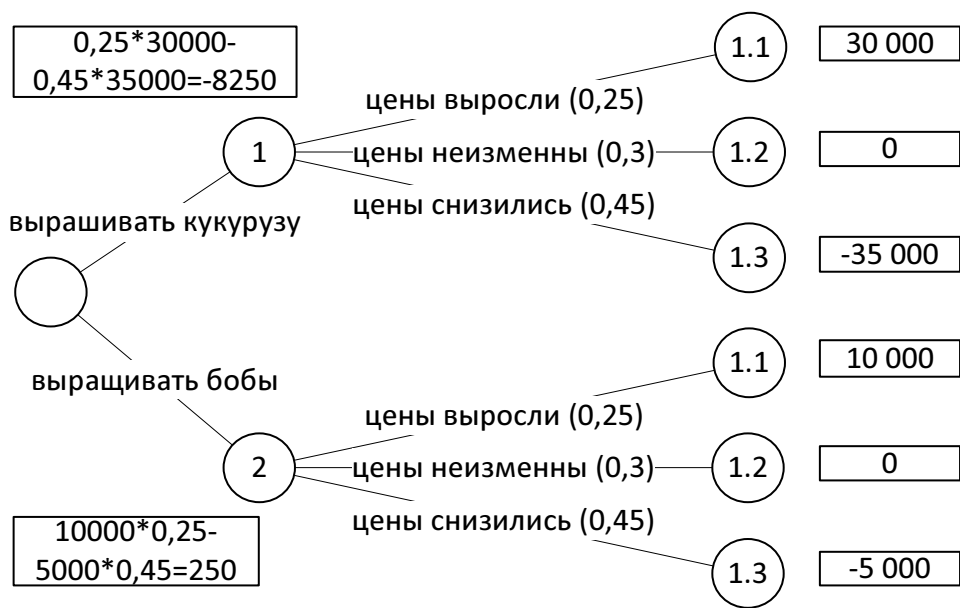 0,25*30000-
0,45*35000=-8250
1.1
30 000
цены выросли (0,25)
1
цены неизменны (0,3)
1.2
0
цены снизились (0,45)
вырашивать кукурузу
1.3
-35 000
1.1
10 000
выращивать бобы
цены выросли (0,25)
2
цены неизменны (0,3)
1.2
0
цены снизились (0,45)
10000*0,25-
5000*0,45=250
1.3
-5 000